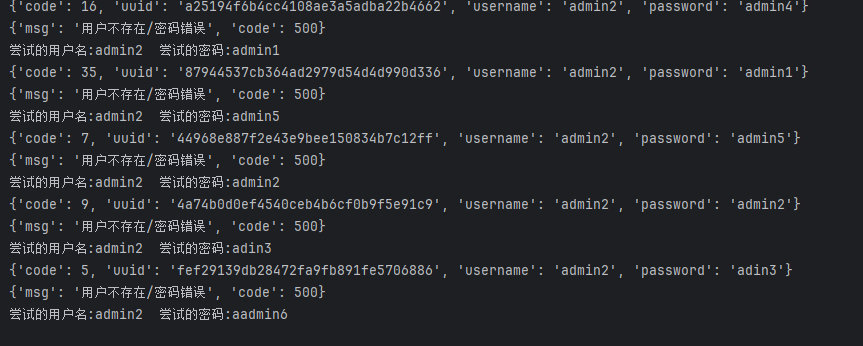 {'code': 16, 'uuid': 'a25194f6b4cc4108ae3a5adba22b4662', 'username': 'admin2', 'password': 'admin4'}
{'msg': '用户不存在/密码错误', 'code': 500}
尝试的用户名:admin2  尝试的密码:admin1
{'code': 35, 'uuid': '87944537cb364ad2979d54d4d990d336', 'username': 'admin2', 'password': 'admin1'}
{'msg': '用户不存在/密码错误', 'code': 500}
尝试的用户名:admin2  尝试的密码:admin5
{'code': 7, 'uuid': '44968e887f2e43e9bee150834b7c12ff', 'username': 'admin2', 'password': 'admin5'}
{'msg': '用户不存在/密码错误', 'code': 500}
尝试的用户名:admin2  尝试的密码:admin2
{'code': 9, 'uuid': '4a74b0d0ef4540ceb4b6cf0b9f5e91c9', 'username': 'admin2', 'password': 'admin2'}
{'msg': '用户不存在/密码错误', 'code': 500}
尝试的用户名:admin2  尝试的密码:adin3
{'code': 5, 'uuid': 'fef29139db28472fa9fb891fe5706886', 'username': 'admin2', 'password': 'adin3'}
{'msg': '用户不存在/密码错误', 'code': 500}
尝试的用户名:admin2  尝试的密码:aadmin6